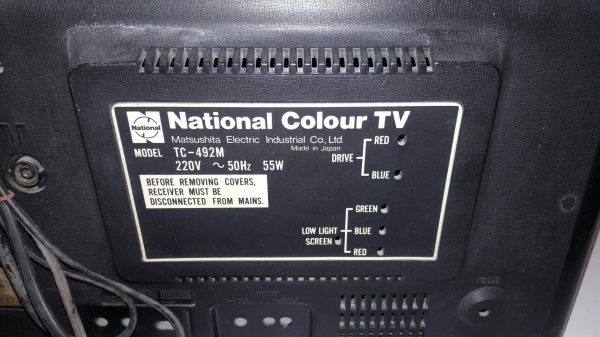 National
National Colour TV
Matsushita Electric Industrial Co., Ltd.
Made in Japan
MODEL TC-492M
220V ~ 50Hz 55W
BEFORE REMOVING COVERS,
RECEIVER MUST BE
DISCONNECTED FROM MAINS.
DRIVE
RED
BLUE
LOW LIGHT
SCREEN
GREEN
BLUE
RED